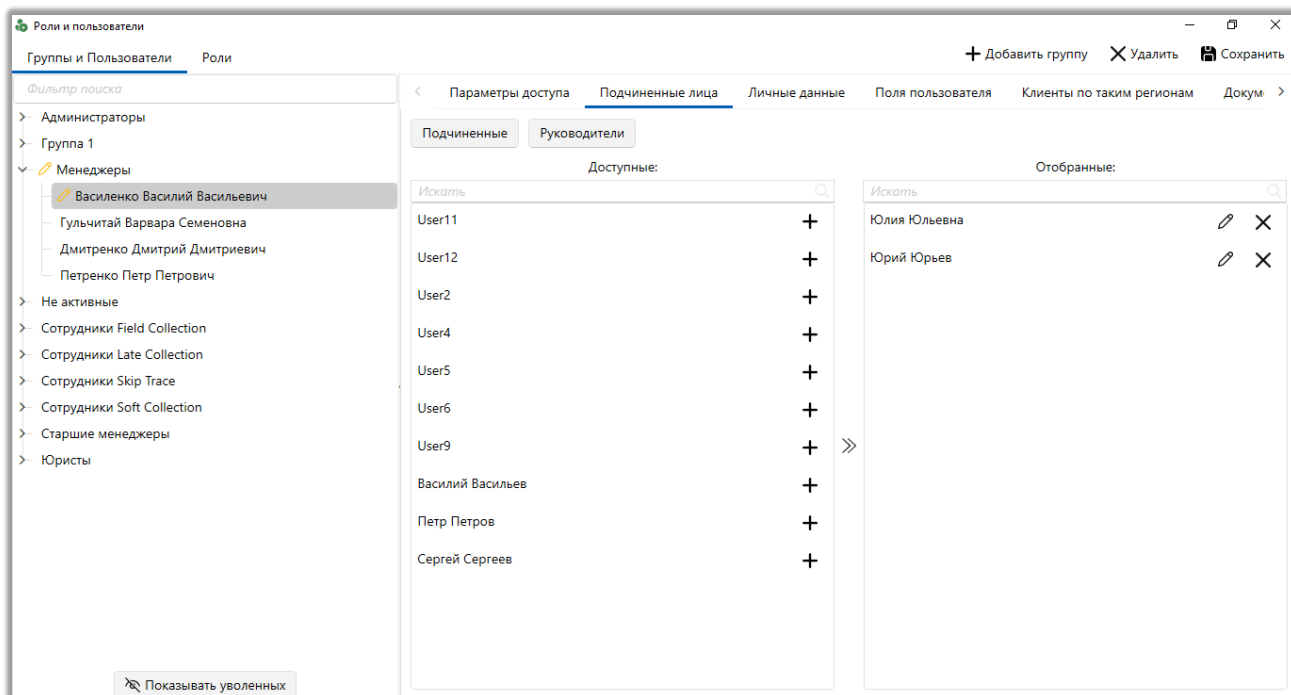 Роли и пользователи
Группы и Пользователи Роли
Добавить группу Удалить Сохранить
Фильтр поиска
Администраторы
Группа 1
Менеджеры
Василенко Василий Васильевич
Гульчитай Варвара Семеновна
Дмитренко Дмитрий Дмитриевич
Петренко Петр Петрович
Не активные
Сотрудники Field Collection
Сотрудники Late Collection
Сотрудники Skip Trace
Сотрудники Soft Collection
Старшие менеджеры
Юристы
Показывать уволенных
Параметры доступа Подчиненные лица Личные данные Поля пользователя Клиенты по таким регионам Докум
Подчиненные Руководители
Доступные:
Искать
User11
User12
User2
User4
User5
User6
User9
Василий Васильев
Петр Петров
Сергей Сергеев
Отобранные:
Искать
Юлия Юльевна
Юрий Юрьев